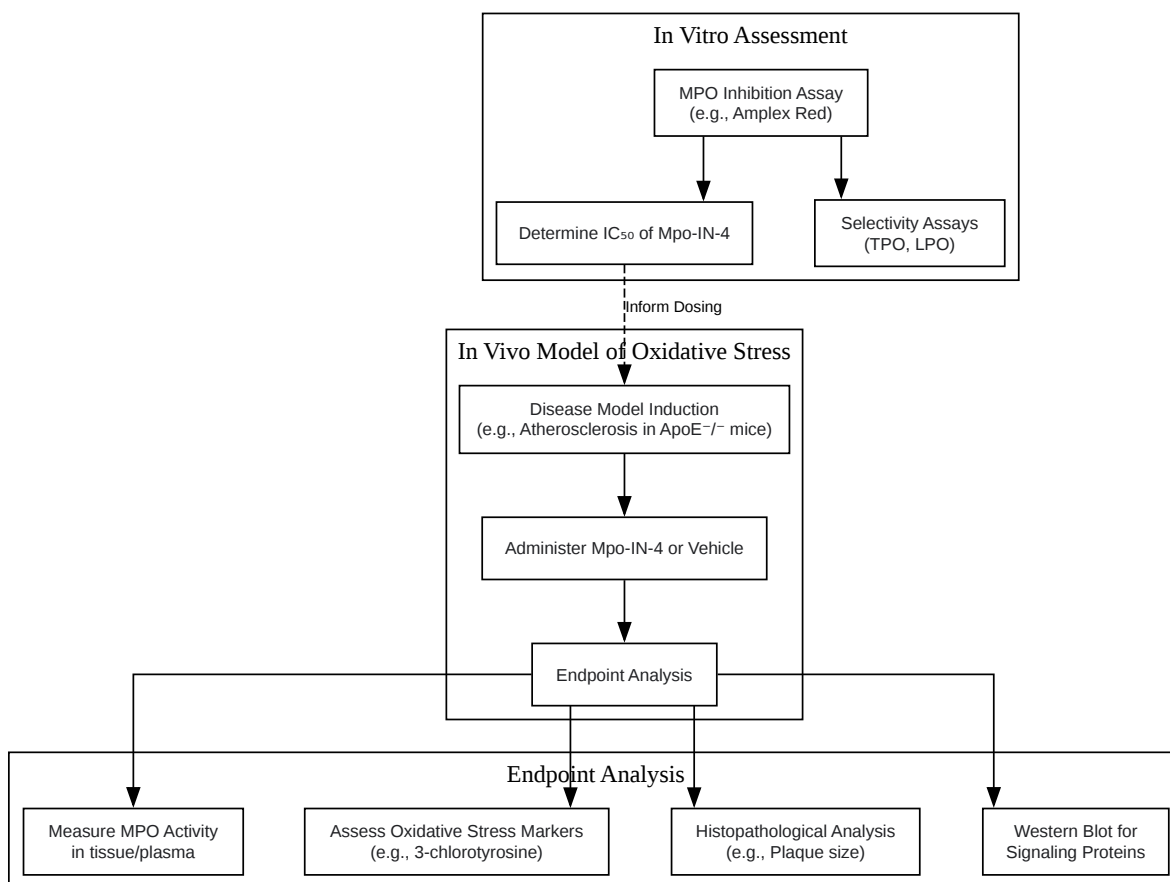 In Vitro Assessment
MPO Inhibition Assay
(e.g., Amplex Red)
Determine IC₅₀ of Mpo-IN-4
Selectivity Assays
(TPO, LPO)
Inform Dosing
In Vivo Model of Oxidative Stress
Disease Model Induction
(e.g., Atherosclerosis in ApoE⁻/⁻ mice)
Administer Mpo-IN-4 or Vehicle
Endpoint Analysis
Endpoint Analysis
Measure MPO Activity
in tissue/plasma
Assess Oxidative Stress Markers
(e.g., 3-chlorotyrosine)
Histopathological Analysis
(e.g., Plaque size)
Western Blot for
Signaling Proteins